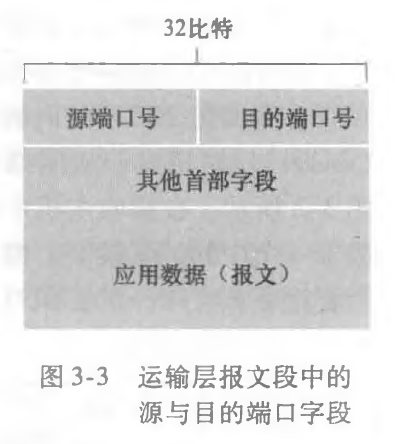 32比特
源端口号 目的端口号
其他首部字段
应用数据（报文）
图 3-3 运输层报文段中的
源与目的端口字段